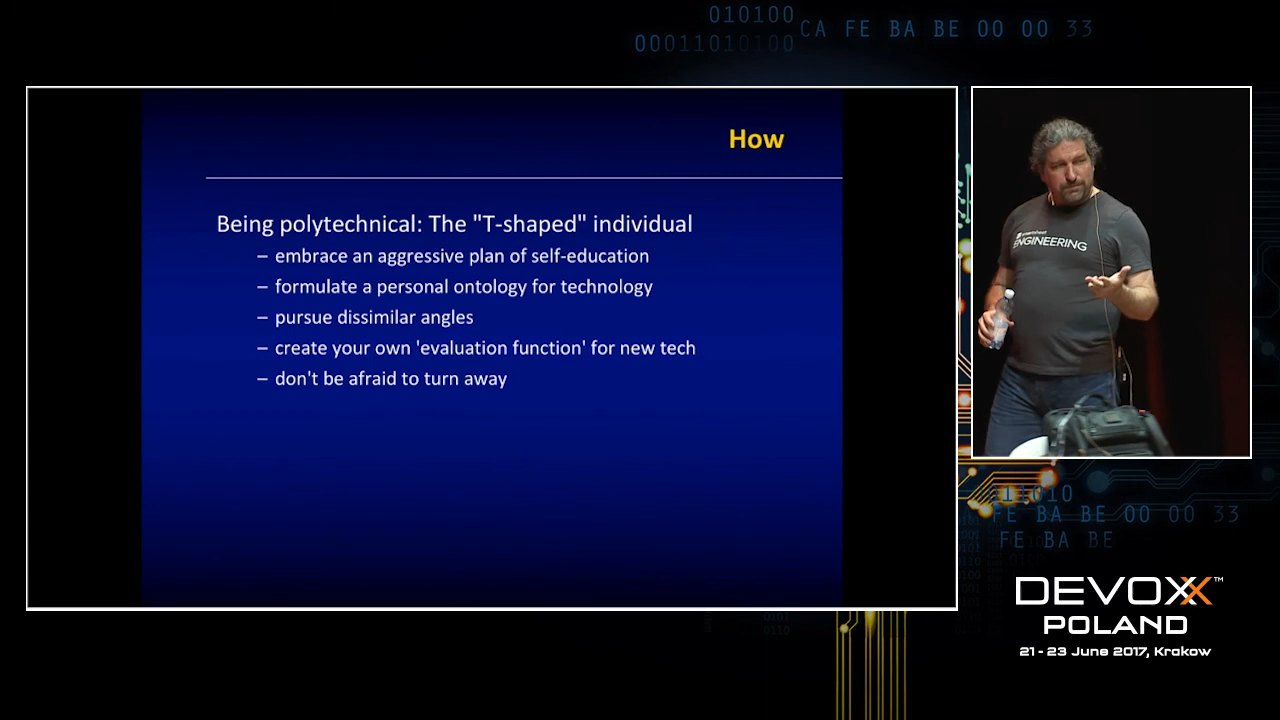 010100
00011010100
CA FE BA BE 00 00 33
How
Being polytechnical: The "T-shaped" individual
– embrace an aggressive plan of self-education
– formulate a personal ontology for technology
– pursue dissimilar angles
– create your own 'evaluation function' for new tech
– don't be afraid to turn away
smartsheet
ENGINEERING
011010
FE BA BE 00 00 33
FE BA BE
DEVOXX™
POLAND
21 - 23 June 2017, Krakow